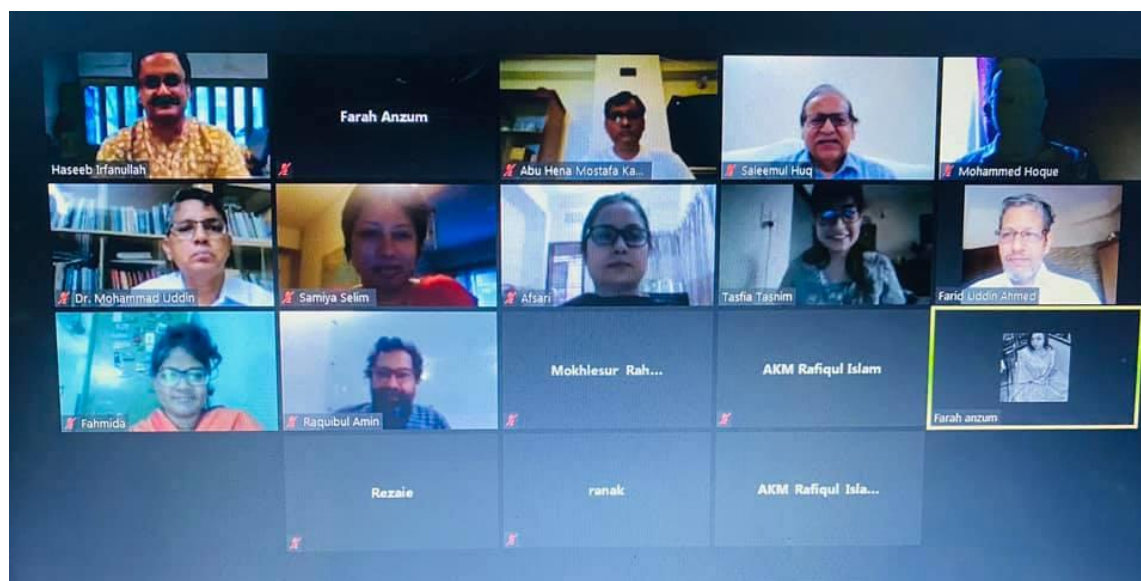 Haseeb Irfanullah
Farah Anzum
Abu Hena Mostafa Ka...
Saleemul Huq
Mohammed Hoque
Dr. Mohammad Uddin
Samiya Selim
Afsari
Tasfia Tasnim
Farid Uddin Ahmed
Fahmida
Raquibul Amin
Mokhlesur Rah...
AKM Rafiqul Islam
Farah anzum
Rezaie
ranak
AKM Rafiqul Isla...